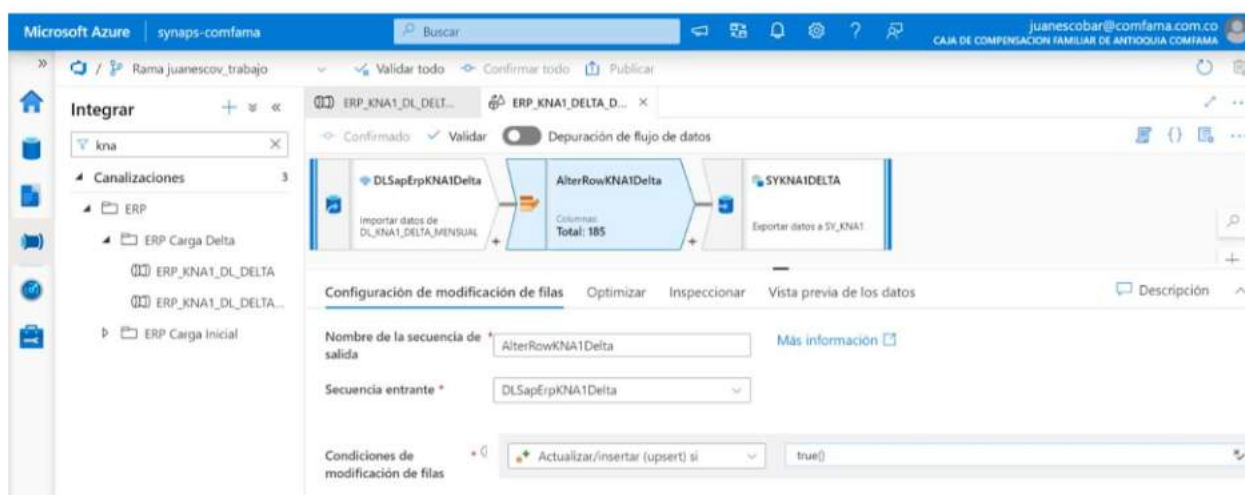 Microsoft Azure
synaps-comfama
Buscar
juanescobar@comfama.com.co
CAJA DE COMPENSACION FAMILIAR DE ANTIOQUIA COMFAMA
/ Rama juanescov_trabajo
Validar todo
Confirmar todo
Publicar
Integrar
kna
Canalizaciones
3
ERP
ERP Carga Delta
ERP_KNA1_DL_DELTA
ERP_KNA1_DL_DELTA...
ERP Carga Inicial
ERP_KNA1_DL_DELT...
ERP_KNA1_DELTA_D...
Confirmado
Validar
Depuración de flujo de datos
DLSapErpKNA1Delta
Importar datos de
DL_KNA1_DELTA_MENSUAL
AlterRowKNA1Delta
Columnas:
Total: 185
SYKNA1DELTA
Exportar datos a SY_KNA1
Configuración de modificación de filas
Optimizar
Inspeccionar
Vista previa de los datos
Descripción
Nombre de la secuencia de
salida
*
AlterRowKNA1Delta
Más información
Secuencia entrante *
DLSapErpKNA1Delta
Condiciones de
modificación de filas
*
Actualizar/insertar (upsert) si
true()